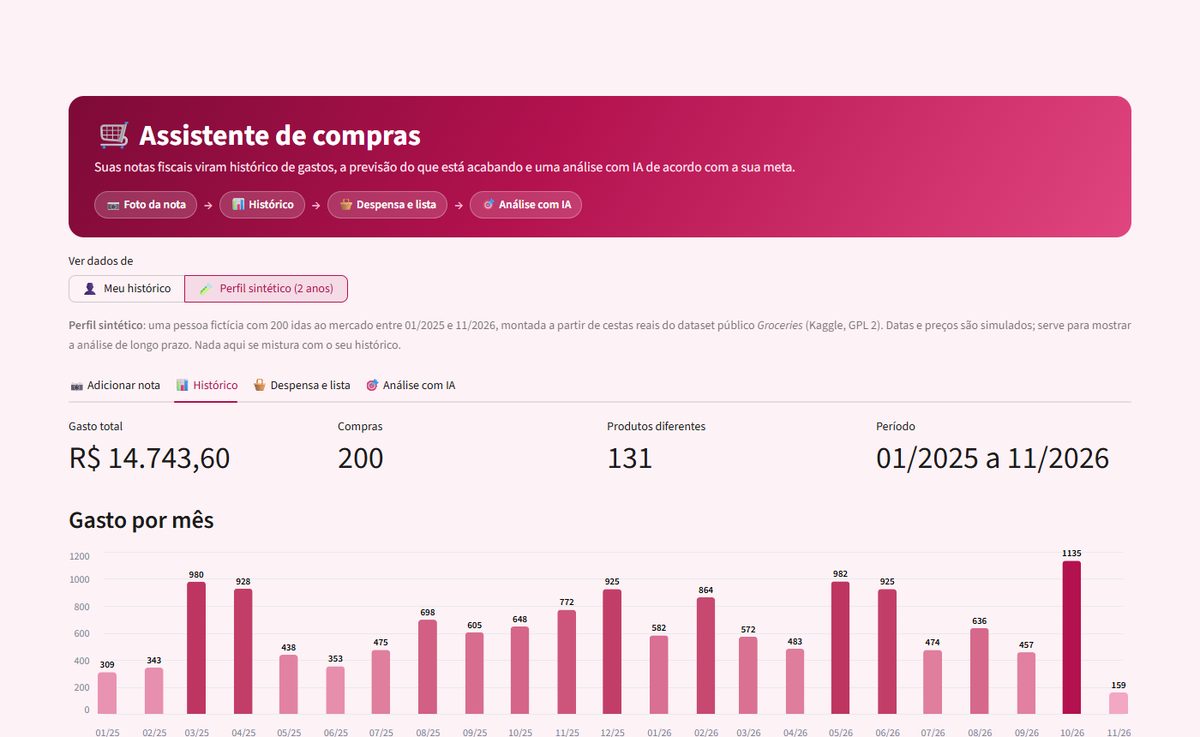 Assistente de compras
Suas notas fiscais viram histórico de gastos, a previsão do que está acabando e uma análise com IA de acordo com a sua meta.
Foto da nota → Histórico → Despensa e lista → Análise com IA
Ver dados de
Meu histórico Perfil sintético (2 anos)
Perfil sintético: uma pessoa fictícia com 200 idas ao mercado entre 01/2025 e 11/2026, montada a partir de cestas reais do dataset público Groceries (Kaggle, GPL 2). Datas e preços são simulados; serve para mostrar
a análise de longo prazo. Nada aqui se mistura com o seu histórico.
Adicionar nota Histórico Despensa e lista Análise com IA
Gasto total Compras Produtos diferentes Período
R$ 14.743,60 200 131 01/2025 a 11/2026
Gasto por mês
1200
1000
800
600
400
200
0
309 343 980 928 438 353 475 698 605 648 772 925 582 864 572 483 982 925 474 636 457 1135 159
01/25 02/25 03/25 04/25 05/25 06/25 07/25 08/25 09/25 10/25 11/25 12/25 01/26 02/26 03/26 04/26 05/26 06/26 07/26 08/26 09/26 10/26 11/26